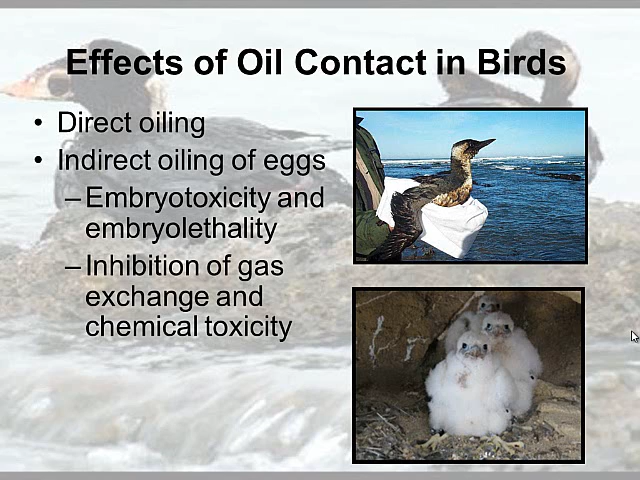 Effects of Oil Contact in Birds
• Direct oiling
• Indirect oiling of eggs
–Embryotoxicity and
embryolethality
–Inhibition of gas
exchange and
chemical toxicity